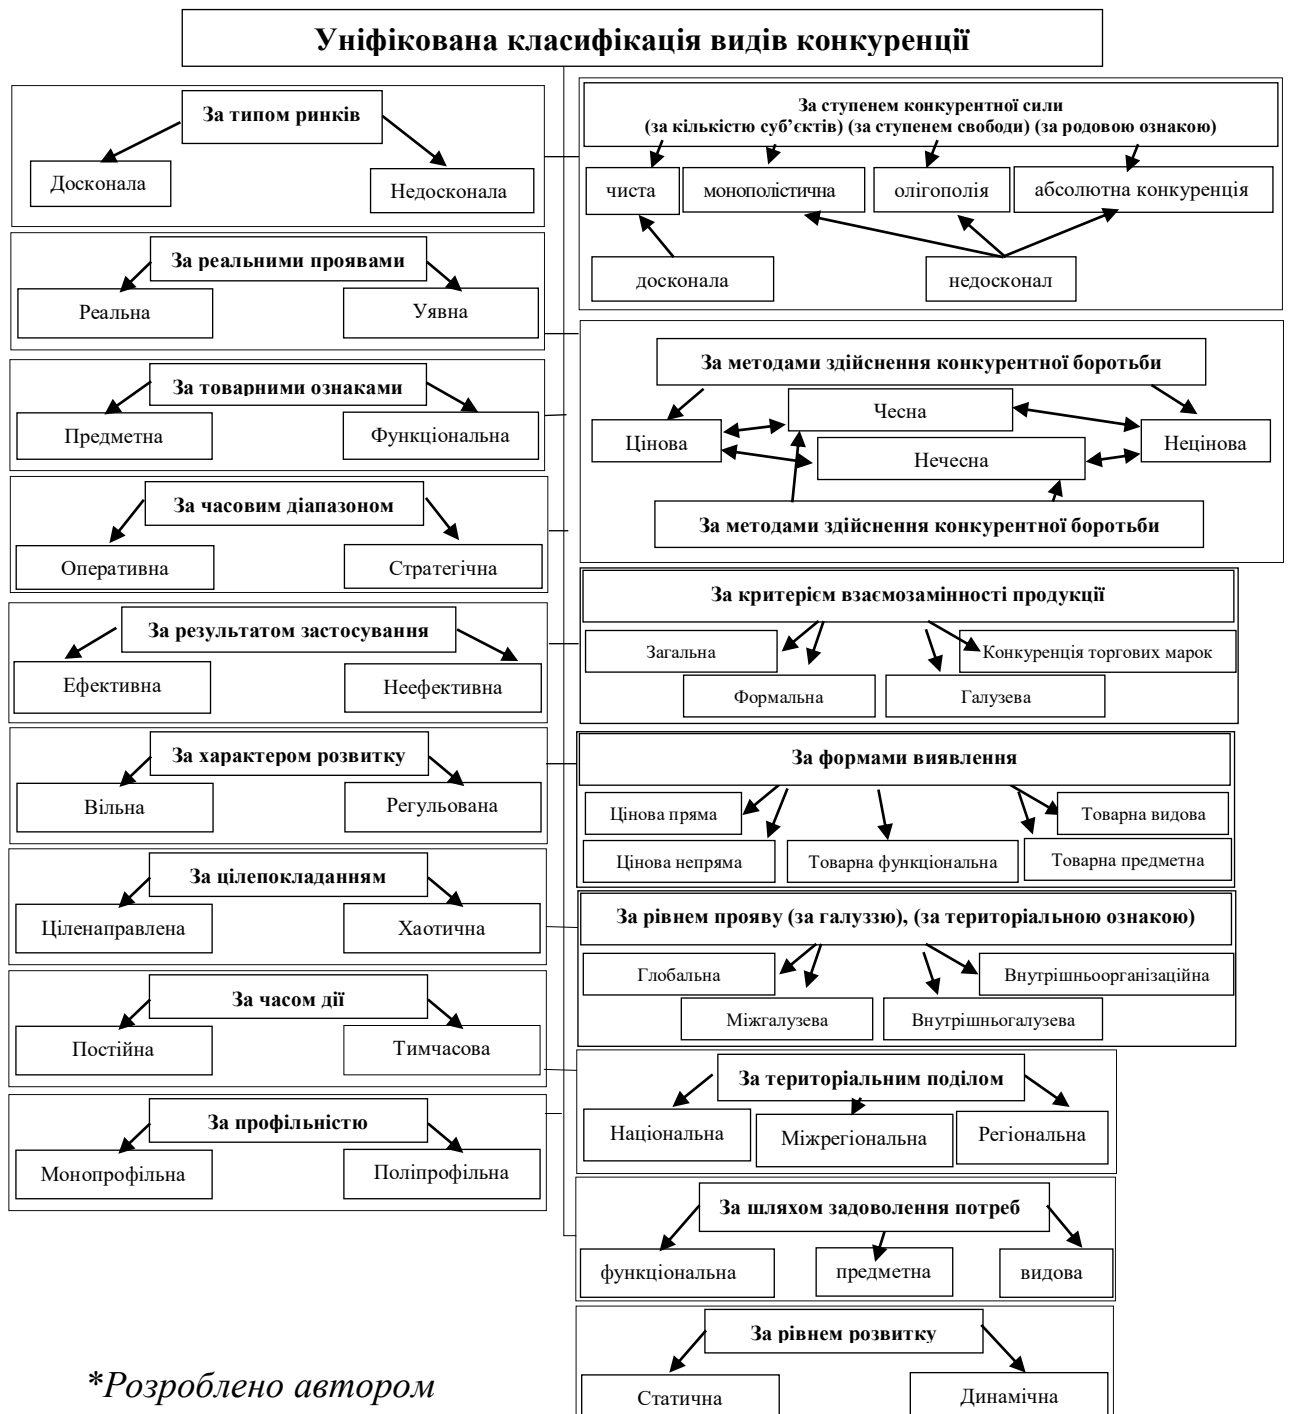 Уніфікована класифікація видів конкуренції
За типом ринків
Досконала
Недосконала
За реальними проявами
Реальна
Уявна
За товарними ознаками
Предметна
Функціональна
За часовим діапазоном
Оперативна
Стратегічна
За результатом застосування
Ефективна
Неефективна
За характером розвитку
Вільна
Регульована
За цілепокладанням
Ціленаправлена
Хаотична
За часом дії
Постійна
Тимчасова
За профільністю
Монопрофільна
Поліпрофільна
За ступенем конкурентної сили
(за кількістю суб’єктів) (за ступенем свободи) (за родовою ознакою)
чиста
монополістична
олігополія
абсолютна конкуренція
досконала
недосконал
За методами здійснення конкурентної боротьби
Чесна
Цінова
Нецінова
Нечесна
За методами здійснення конкурентної боротьби
За критерієм взаємозамінності продукції
Загальна
Конкуренція торгових марок
Формальна
Галузева
За формами виявлення
Цінова пряма
Товарна видова
Цінова непряма
Товарна функціональна
Товарна предметна
За рівнем прояву (за галуззю), (за територіальною ознакою)
Глобальна
Внутрішньоорганізаційна
Міжгалузева
Внутрішньогалузева
За територіальним поділом
Національна
Міжрегіональна
Регіональна
За шляхом задоволення потреб
функціональна
предметна
видова
За рівнем розвитку
Статична
Динамічна
*Розроблено автором